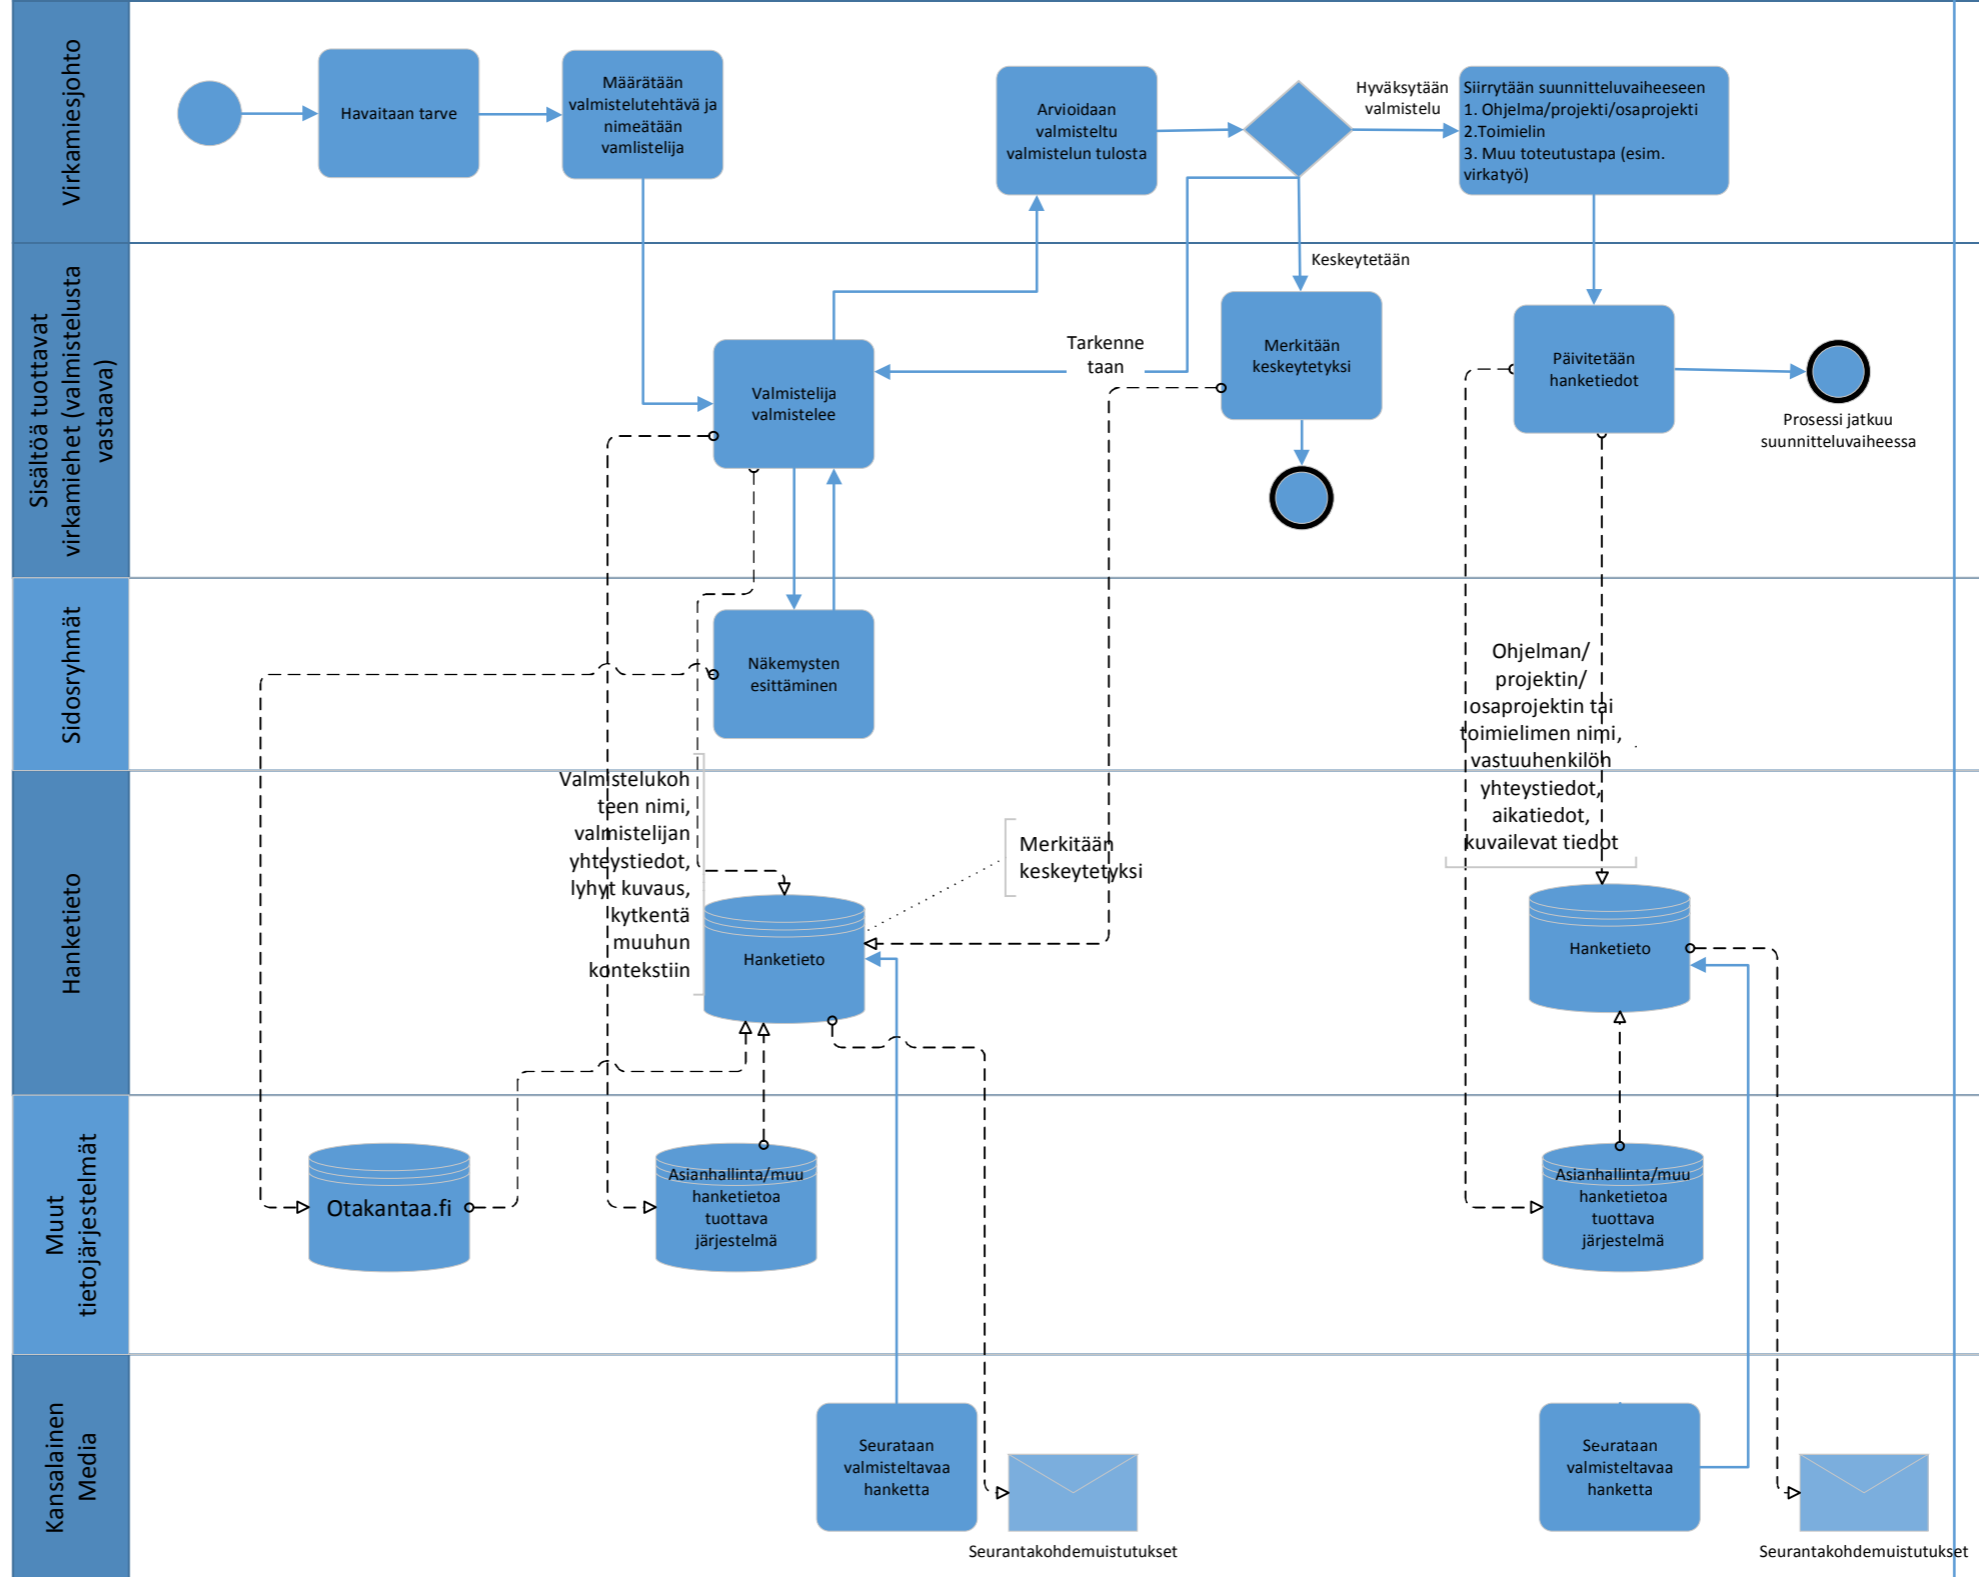 Virkamiesjohto
Havaitaan tarve
Määrätään
valmistelutehtävä ja
nimeätään
vamlistelija
Arvioidaan
valmisteltu
valmistelun tulosta
Hyväksytään
valmistelu
Siirrytään suunnitteluvaiheeseen
1. Ohjelma/projekti/osaprojekti
2.Toimielin
3. Muu toteutustapa (esim.
virkatyö)
Sisältöä tuottavat
virkamiehet (valmistelusta
vastaava)
Valmistelija
valmistelee
Tarkenne
taan
Keskeytetään
Merkitään
keskeytetyksi
Päivitetään
hanketiedot
Prosessi jatkuu
suunnitteluvaiheessa
Sidosryhmät
Näkemysten
esittäminen
Ohjelman/
projektin/
osaprojektin tai
toimielimen nimi,
vastuuhenkilön
yhteystiedot,
aikatiedot,
kuvailevat tiedot
Hanketieto
Valmistelukoh
teen nimi,
valmistelijan
yhteystiedot,
lyhyt kuvaus,
kytkentä
muuhun
kontekstiin
Hanketieto
Merkitään
keskeytetyksi
Hanketieto
Muut
tietojärjestelmät
Otakantaa.fi
Asianhallinta/muu
hanketietoa
tuottava
järjestelmä
Asianhallinta/muu
hanketietoa
tuottava
järjestelmä
Kansalainen
Media
Seurataan
valmisteltavaa
hanketta
Seurantakohdemuistutukset
Seurataan
valmisteltavaa
hanketta
Seurantakohdemuistutukset